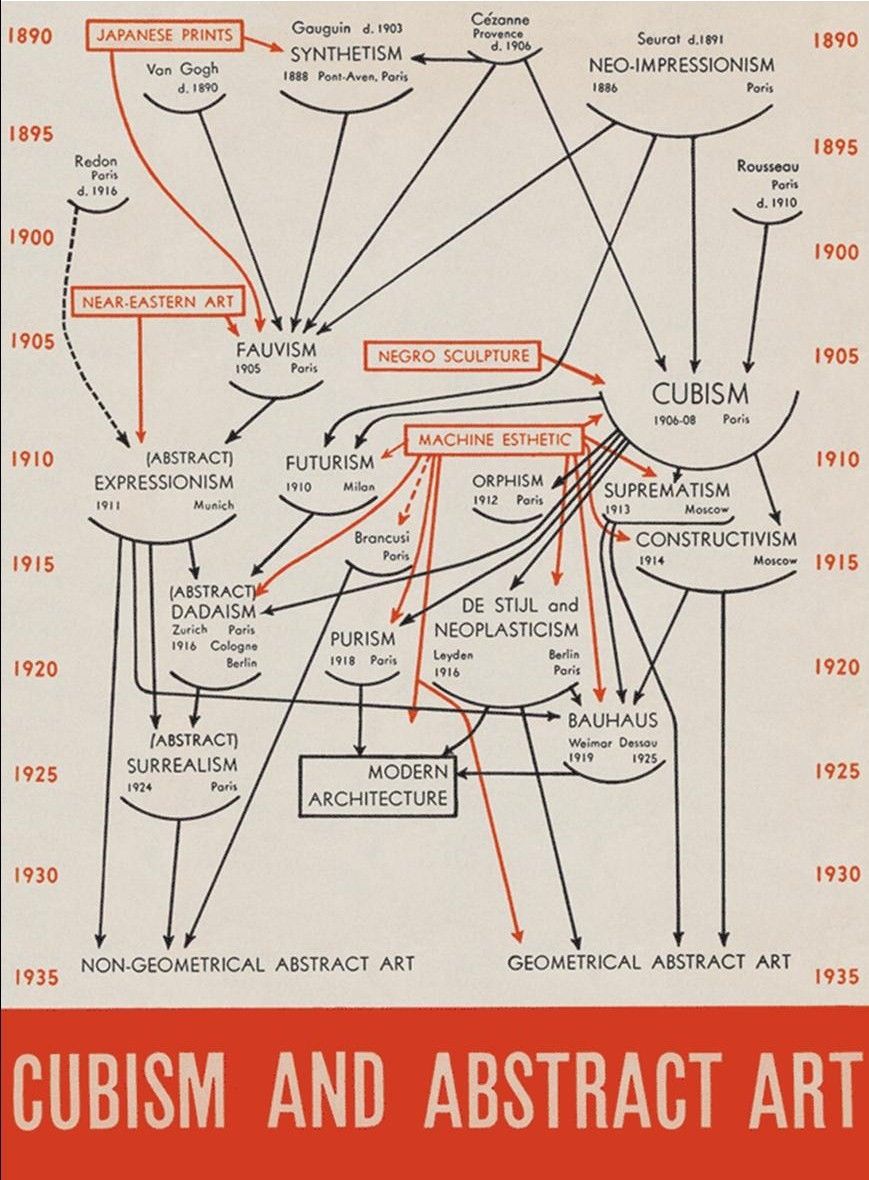 1890
JAPANESE PRINTS
Gauguin d. 1903
SYNTHETISM
1888 Pont-Aven, Paris
Cézanne
Provence
d. 1906
Seurat d.1891
NEO-IMPRESSIONISM
1886 Paris
1890
Van Gogh
d. 1890
1895
1895
Redon
Paris
d. 1916
Rousseau
Paris
d. 1910
1900
1900
NEAR-EASTERN ART
1905
FAUVISM
1905 Paris
NEGRO SCULPTURE
1905
CUBISM
1906-08 Paris
MACHINE ESTHETIC
1910
(ABSTRACT)
EXPRESSIONISM
1911 Munich
FUTURISM
1910 Milan
ORPHISM
1912 Paris
SUPREMATISM
1913 Moscow
1910
Brancusi
Paris
CONSTRUCTIVISM
1914 Moscow
1915
1915
(ABSTRACT)
DADAISM
Zurich Paris
1916 Cologne
Berlin
PURISM
1918 Paris
DE STIJL and
NEOPLASTICISM
Leyden Berlin
1916 Paris
1920
1920
(ABSTRACT)
SURREALISM
1924 Paris
BAUHAUS
Weimar Dessau
1919 1925
1925
MODERN
ARCHITECTURE
1925
1930
1930
NON-GEOMETRICAL ABSTRACT ART
GEOMETRICAL ABSTRACT ART
1935
1935
CUBISM AND ABSTRACT ART